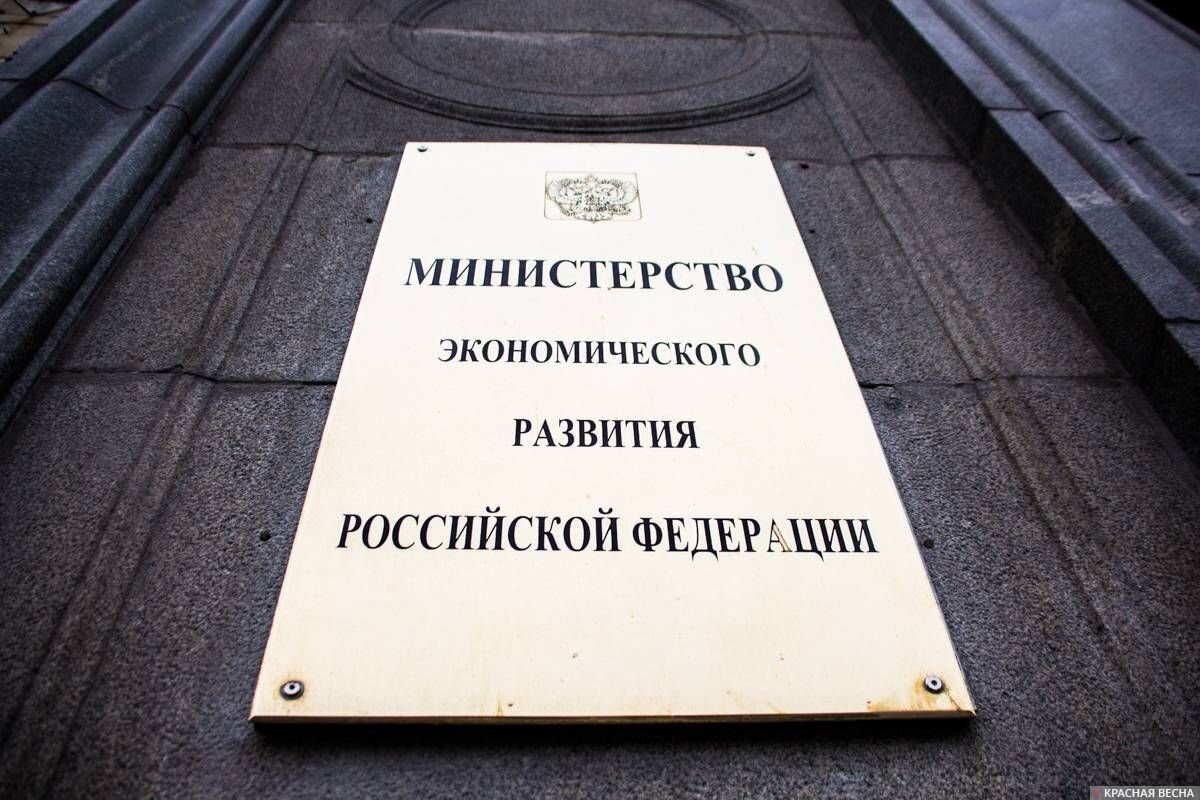 МИНИСТЕРСТВО
ЭКОНОМИЧЕСКОГО
РАЗВИТИЯ
РОССИЙСКОЙ ФЕДЕРАЦИИ
КРАСНАЯ ВЕСНА